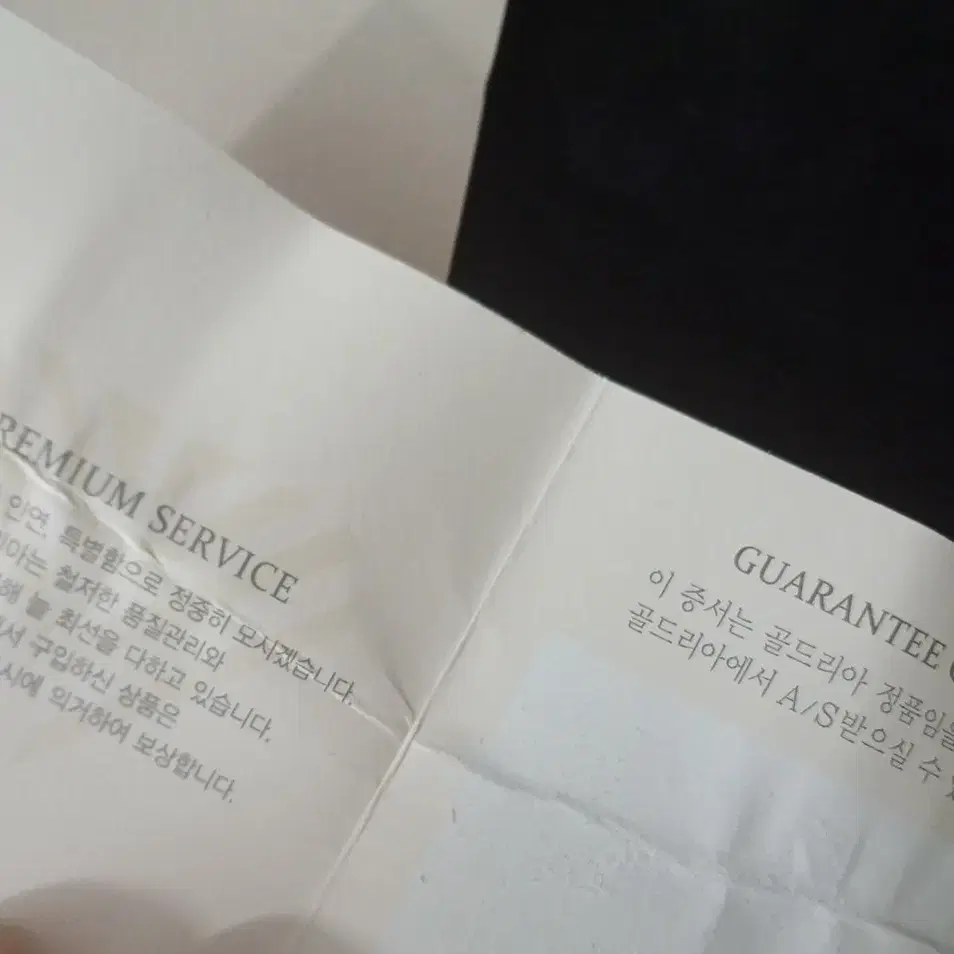 REMIUM SERVICE
인연, 특별함으로 정중히 모시겠습니다.
리아는 철저한 품질관리와
해 늘 최선을 다하고 있습니다.
서 구입하신 상품은
시에 의거하여 보상합니다.
GUARANTEE
이 증서는 골드리아 정품임을
골드리아에서 A/S받으실 수